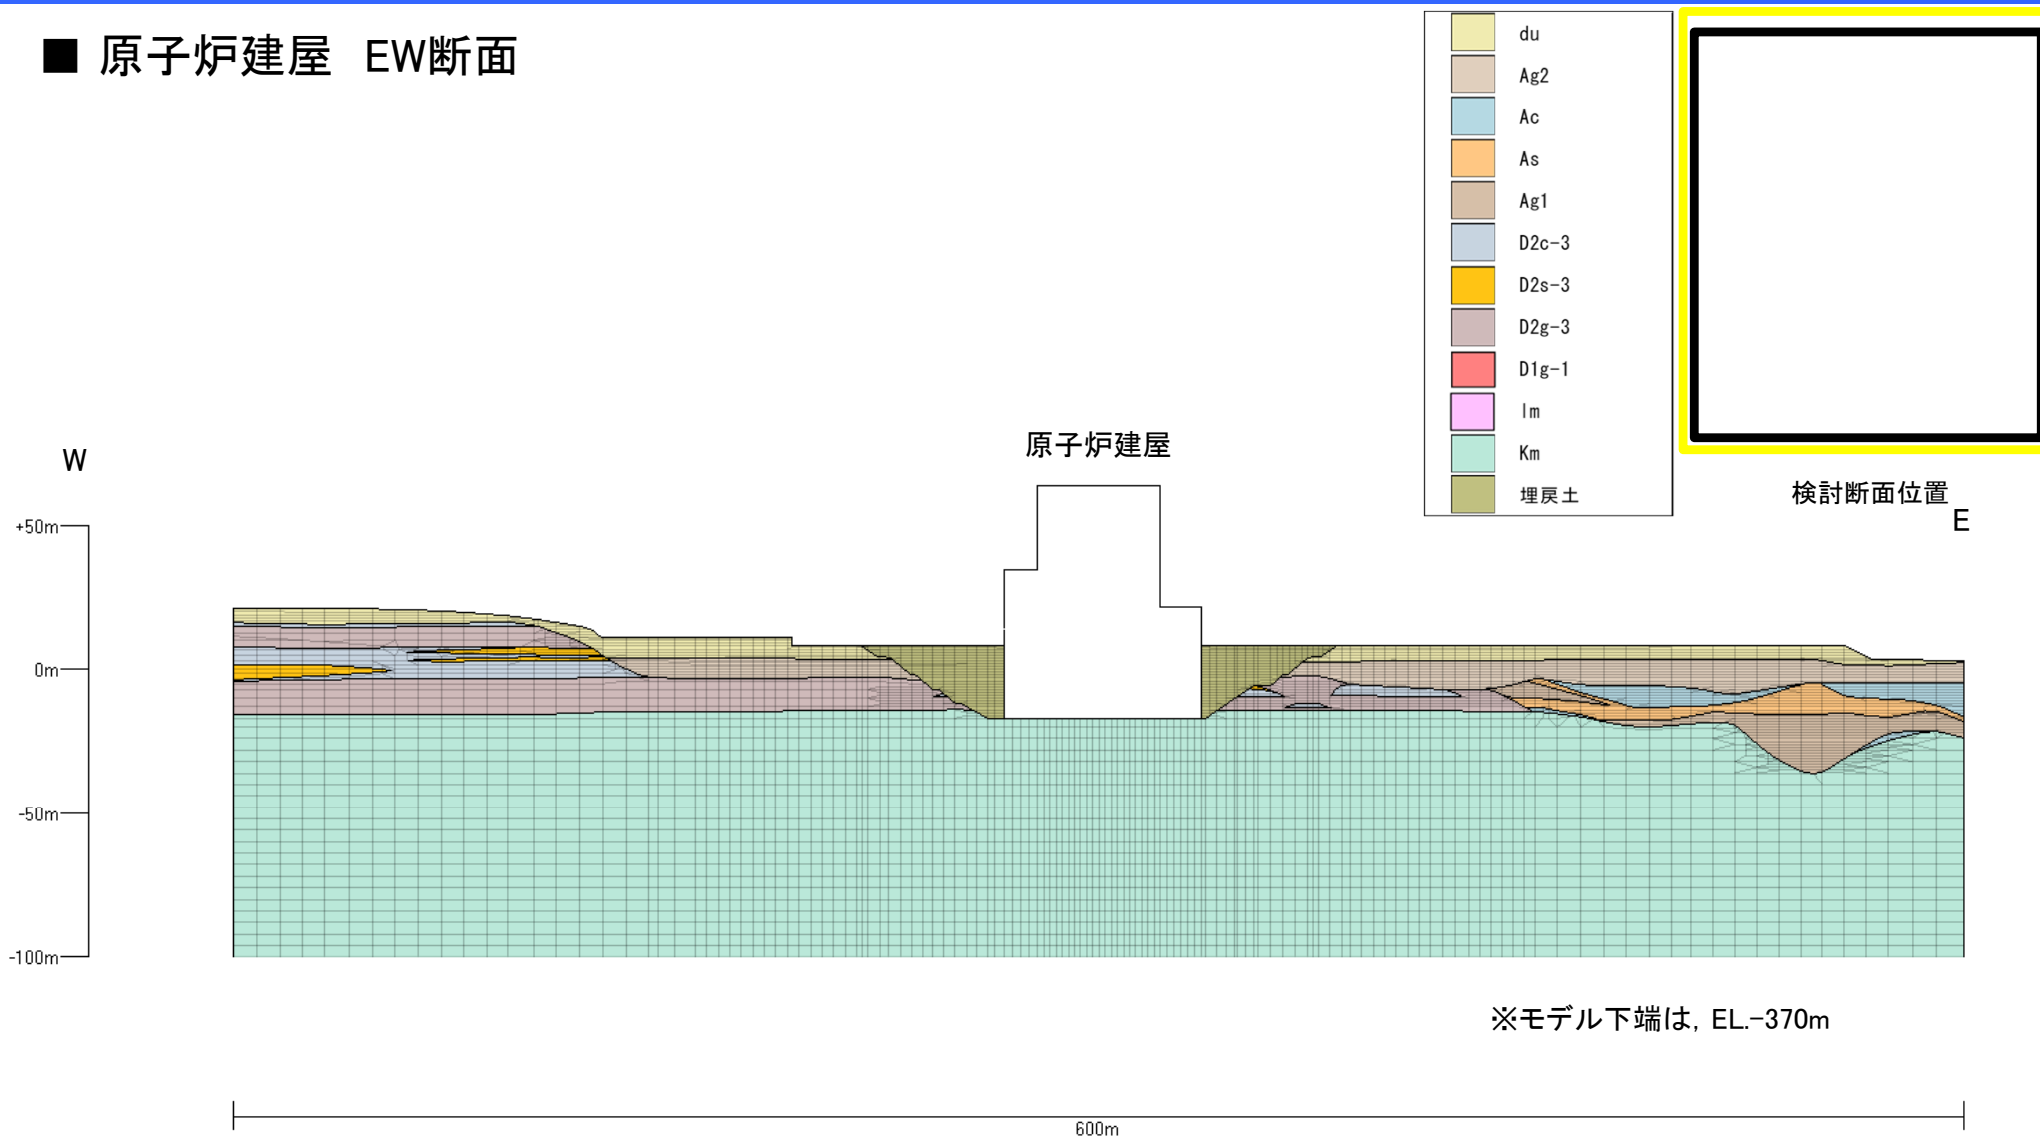 ■ 原子炉建屋　EW断面
du
Ag2
Ac
As
Ag1
D2c-3
D2s-3
D2g-3
D1g-1
lm
Km
埋戻土
検討断面位置
W
E
原子炉建屋
+50m
0m
-50m
-100m
※モデル下端は, EL.-370m
600m